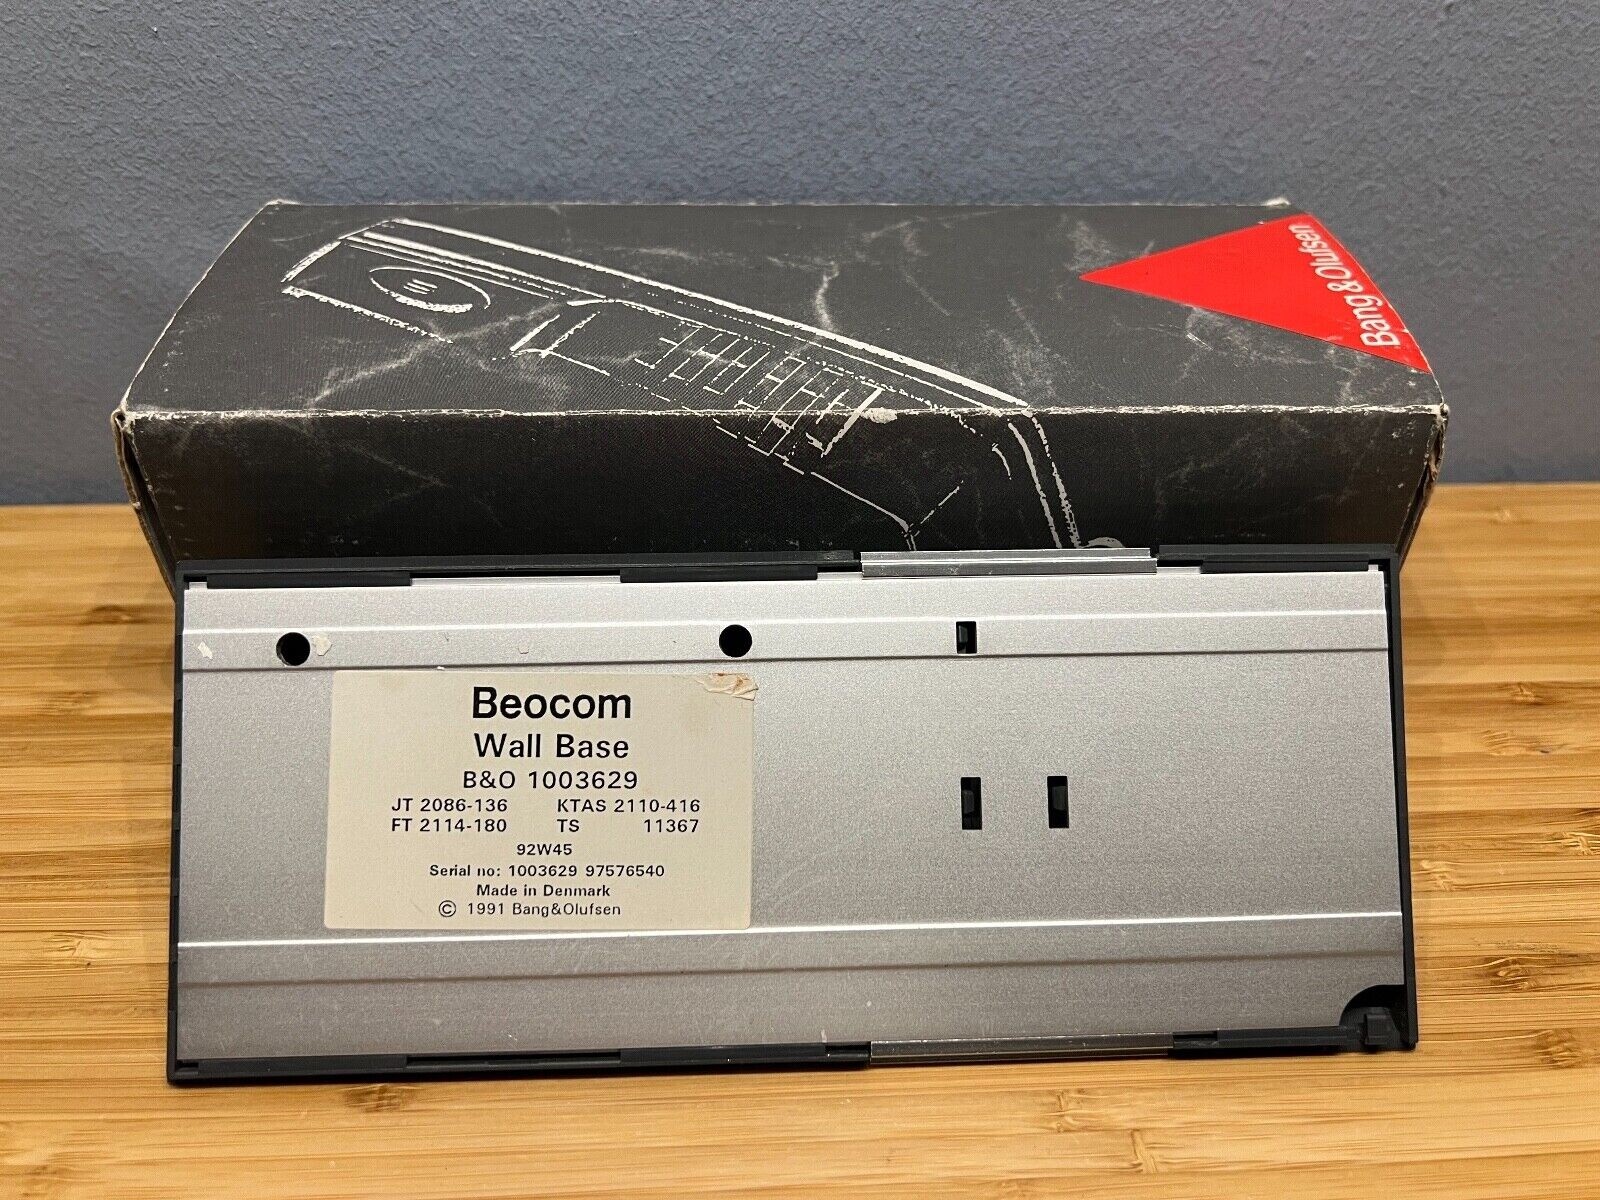 Bang & Olufsen
Beocom
Wall Base
B&O 1003629
JT 2086-136 KTAS 2110-416
FT 2114-180 TS 11367
92W45
Serial no: 1003629 97576540
Made in Denmark
© 1991 Bang&Olufsen